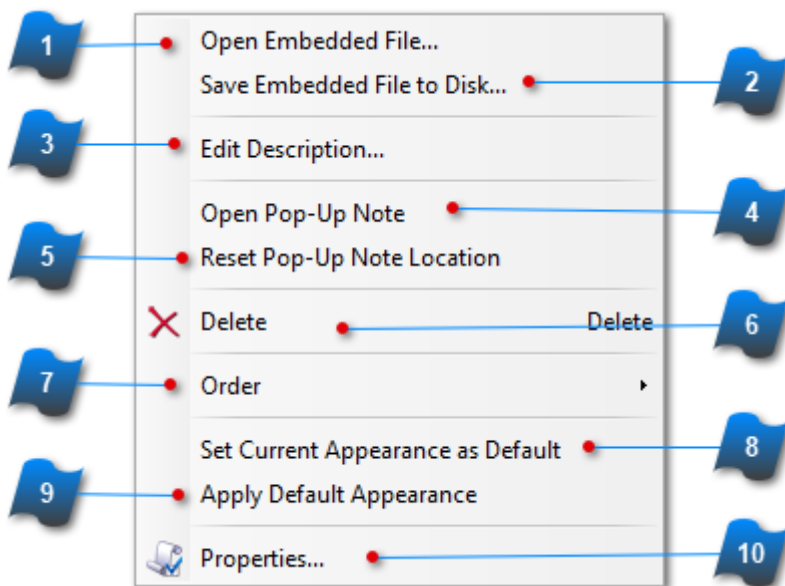 1 Open Embedded File...
Save Embedded File to Disk... 2
3 Edit Description...
Open Pop-Up Note 4
5 Reset Pop-Up Note Location
Delete Delete 6
7 Order
Set Current Appearance as Default 8
9 Apply Default Appearance
Properties... 10